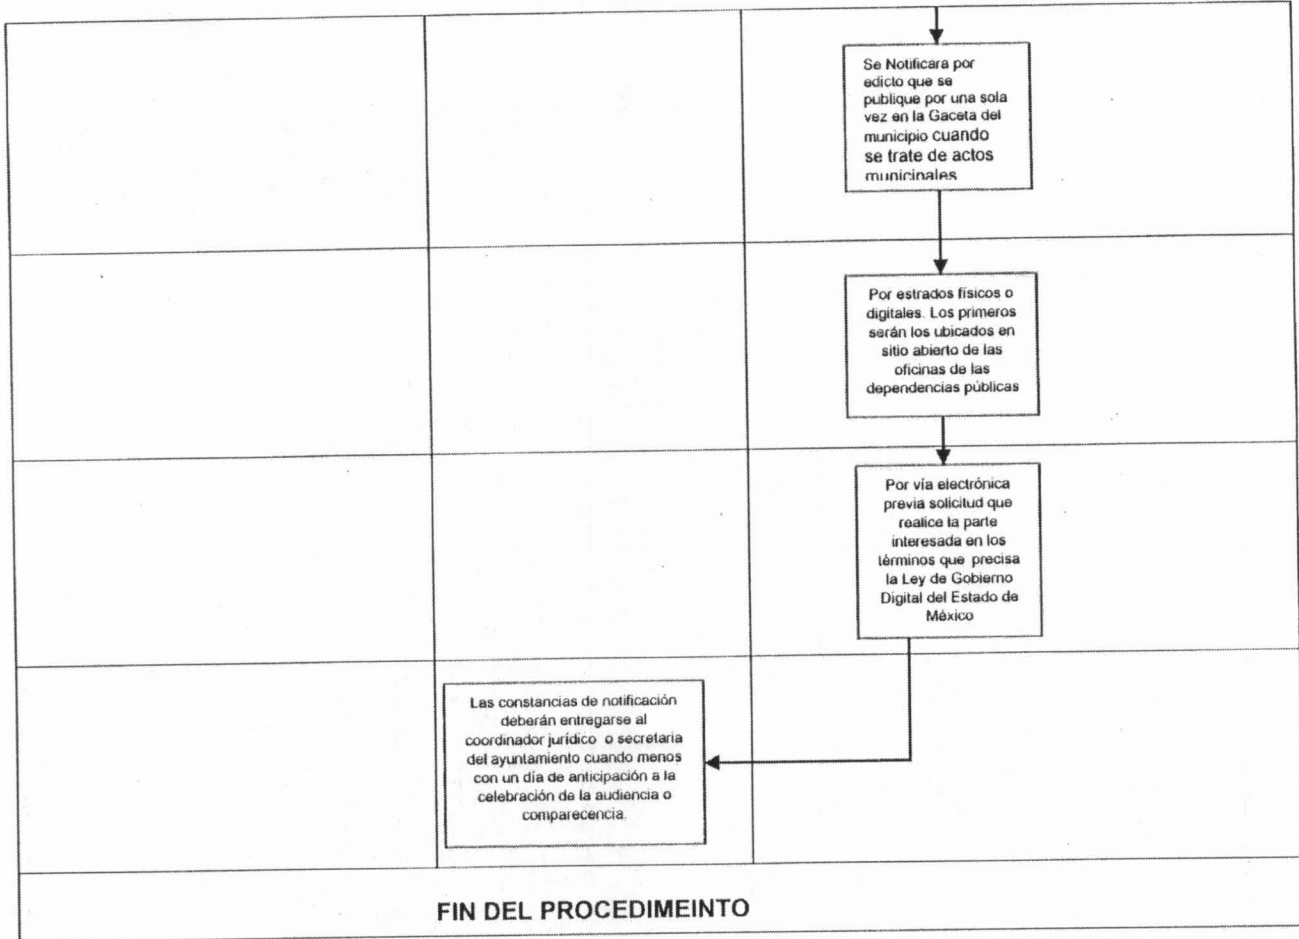 Se Notificara por
edicto que se
publique por una sola
vez en la Gaceta del
municipio cuando
se trate de actos
municipales
Por estrados físicos o
digitales. Los primeros
serán los ubicados en
sitio abierto de las
oficinas de las
dependencias públicas
Por vía electrónica
previa solicitud que
realice la parte
interesada en los
términos que precisa
la Ley de Gobierno
Digital del Estado de
México
Las constancias de notificación
deberán entregarse al
coordinador jurídico o secretaria
del ayuntamiento cuando menos
con un día de anticipación a la
celebración de la audiencia o
comparecencia.
FIN DEL PROCEDIMEINTO